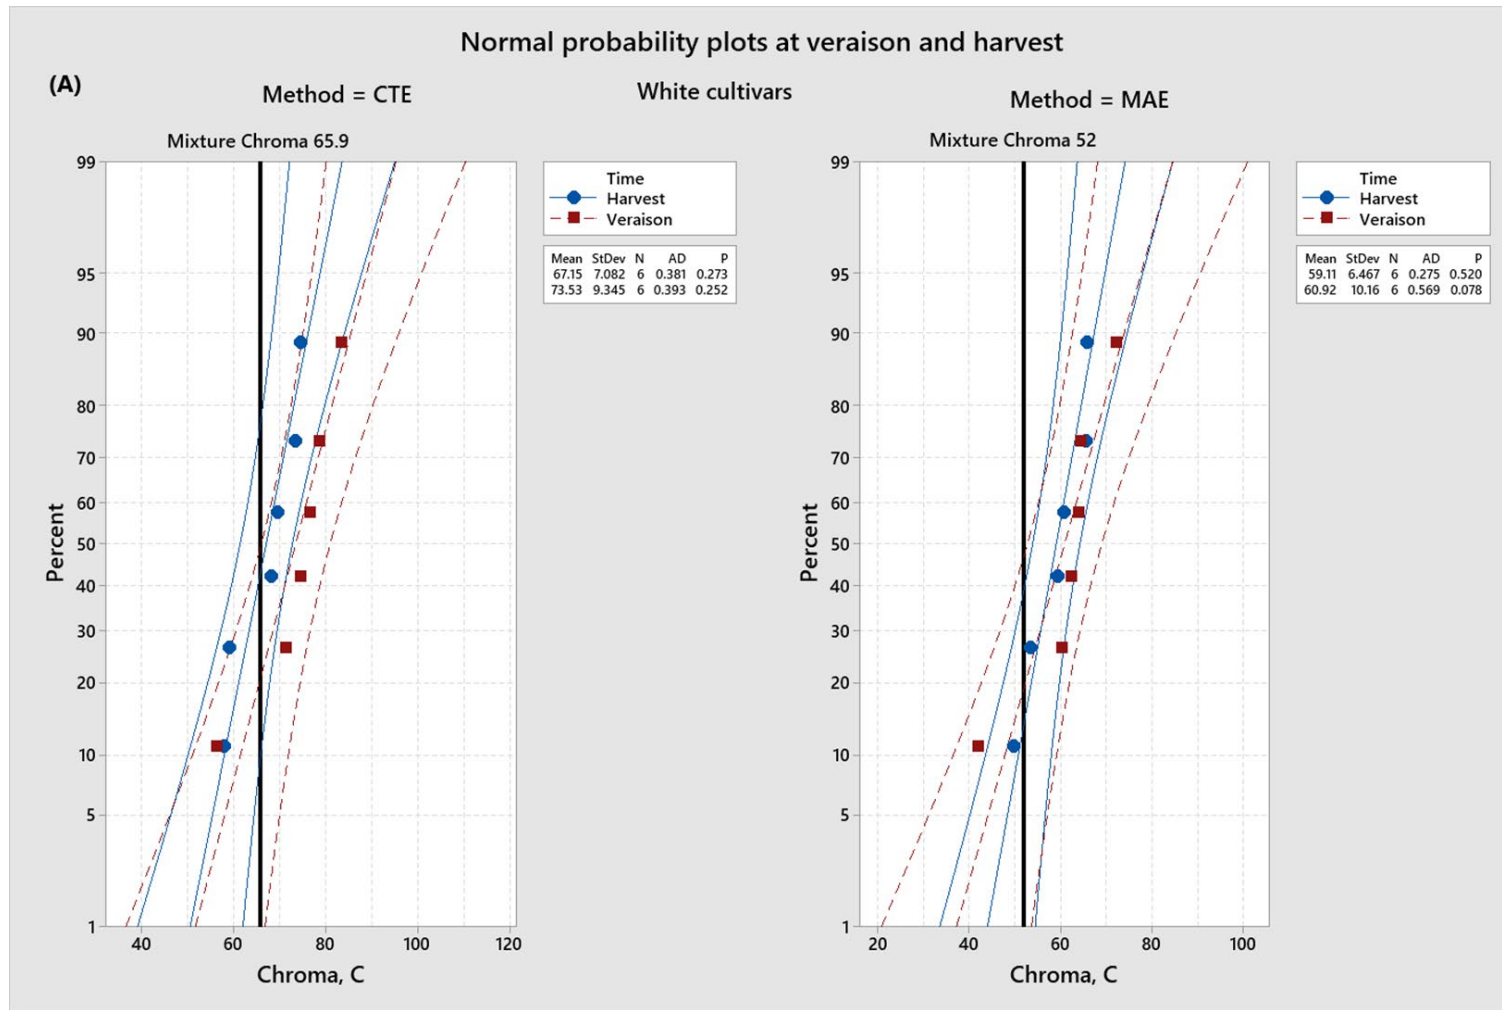 Normal probability plots at veraison and harvest
(A)
Method = CTE
White cultivars
Method = MAE
Mixture Chroma 65.9
99
95
90
80
70
60
50
40
30
20
10
5
1
Percent
40 60 80 100 120
Chroma, C
Time
Harvest
Veraison
Mean StDev N AD P
67.15 7.082 6 0.381 0.273
73.53 9.345 6 0.393 0.252
Mixture Chroma 52
99
95
90
80
70
60
50
40
30
20
10
5
1
Percent
20 40 60 80 100
Chroma, C
Time
Harvest
Veraison
Mean StDev N AD P
59.11 6.467 6 0.275 0.520
60.92 10.16 6 0.569 0.078